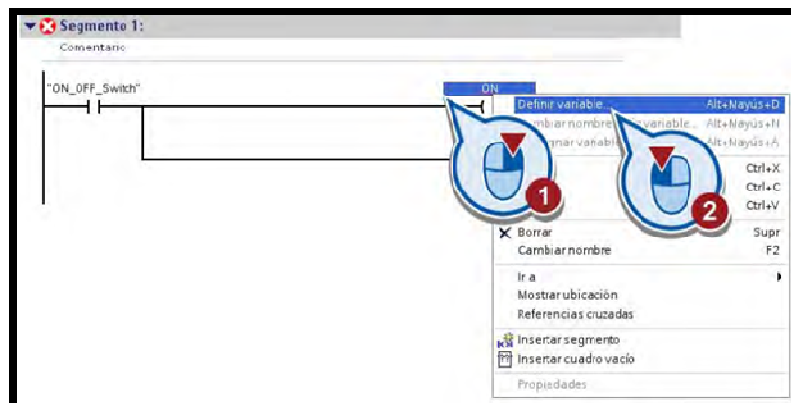 Segmento 1:
Comentario
"ON_OFF_Switch"
ON
Definir variable... Alt+Mayús+D
variable... Alt+Mayús+N
Alt+Mayús+A
Ctrl+X
Ctrl+C
Ctrl+V
1
2
Borrar Supr
Cambiar nombre F2
Ir a
Mostrar ubicación
Referencias cruzadas
Insertar segmento
Insertar cuadro vacío
Propiedades